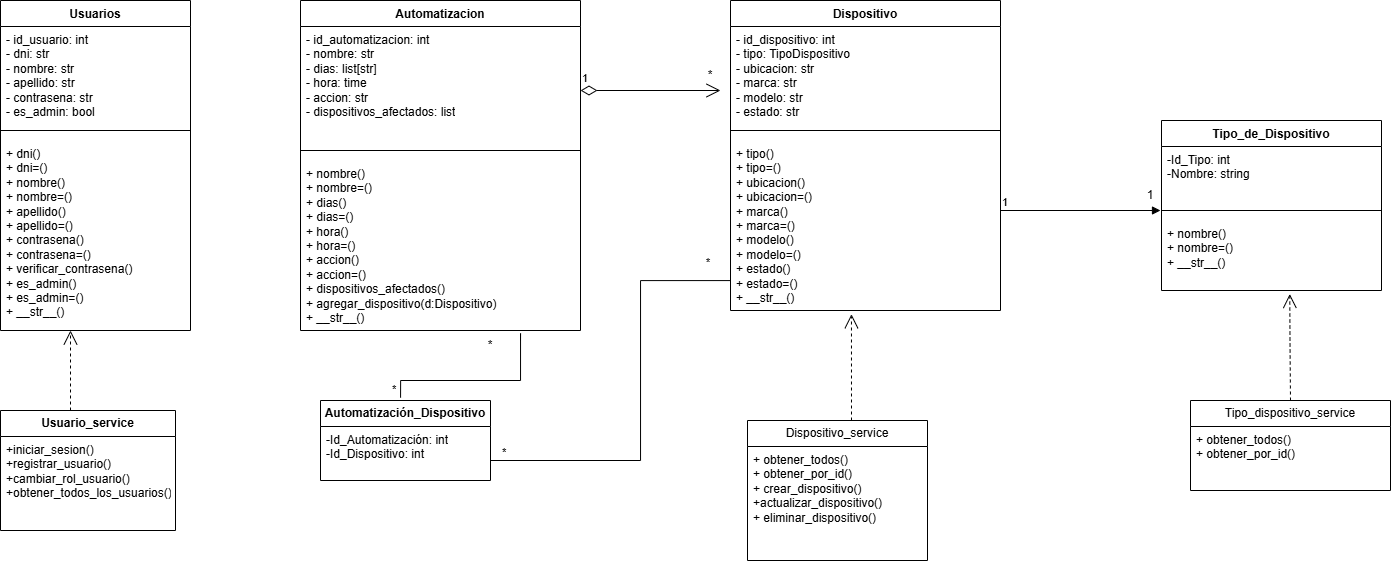 Usuarios
- id_usuario: int
- dni: str
- nombre: str
- apellido: str
- contrasena: str
- es_admin: bool
+ dni()
+ dni=()
+ nombre()
+ nombre=()
+ apellido()
+ apellido=()
+ contrasena()
+ contrasena=()
+ verificar_contrasena()
+ es_admin()
+ es_admin=()
+ __str__()
Automatizacion
- id_automatizacion: int
- nombre: str
- dias: list[str]
- hora: time
- accion: str
- dispositivos_afectados: list
+ nombre()
+ nombre=()
+ dias()
+ dias=()
+ hora()
+ hora=()
+ accion()
+ accion=()
+ dispositivos_afectados()
+ agregar_dispositivo(d:Dispositivo)
+ __str__()
1
*
Dispositivo
- id_dispositivo: int
- tipo: TipoDispositivo
- ubicacion: str
- marca: str
- modelo: str
- estado: str
+ tipo()
+ tipo=()
+ ubicacion()
+ ubicacion=()
+ marca()
+ marca=()
+ modelo()
+ modelo=()
+ estado()
+ estado=()
+ __str__()
1
1
Tipo_de_Dispositivo
-Id_Tipo: int
-Nombre: string
+ nombre()
+ nombre=()
+ __str__()
*
*
*
*
Usuario_service
+iniciar_sesion()
+registrar_usuario()
+cambiar_rol_usuario()
+obtener_todos_los_usuarios()
Automatización_Dispositivo
-Id_Automatización: int
-Id_Dispositivo: int
Dispositivo_service
+ obtener_todos()
+ obtener_por_id()
+ crear_dispositivo()
+actualizar_dispositivo()
+ eliminar_dispositivo()
Tipo_dispositivo_service
+ obtener_todos()
+ obtener_por_id()